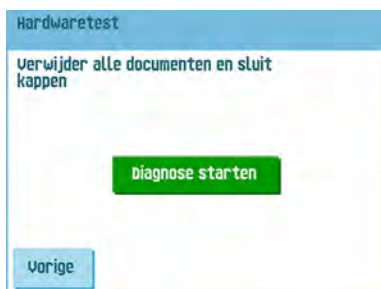 Hardwaretest
Verwijder alle documenten en sluit
kappen
Diagnose starten
Vorige